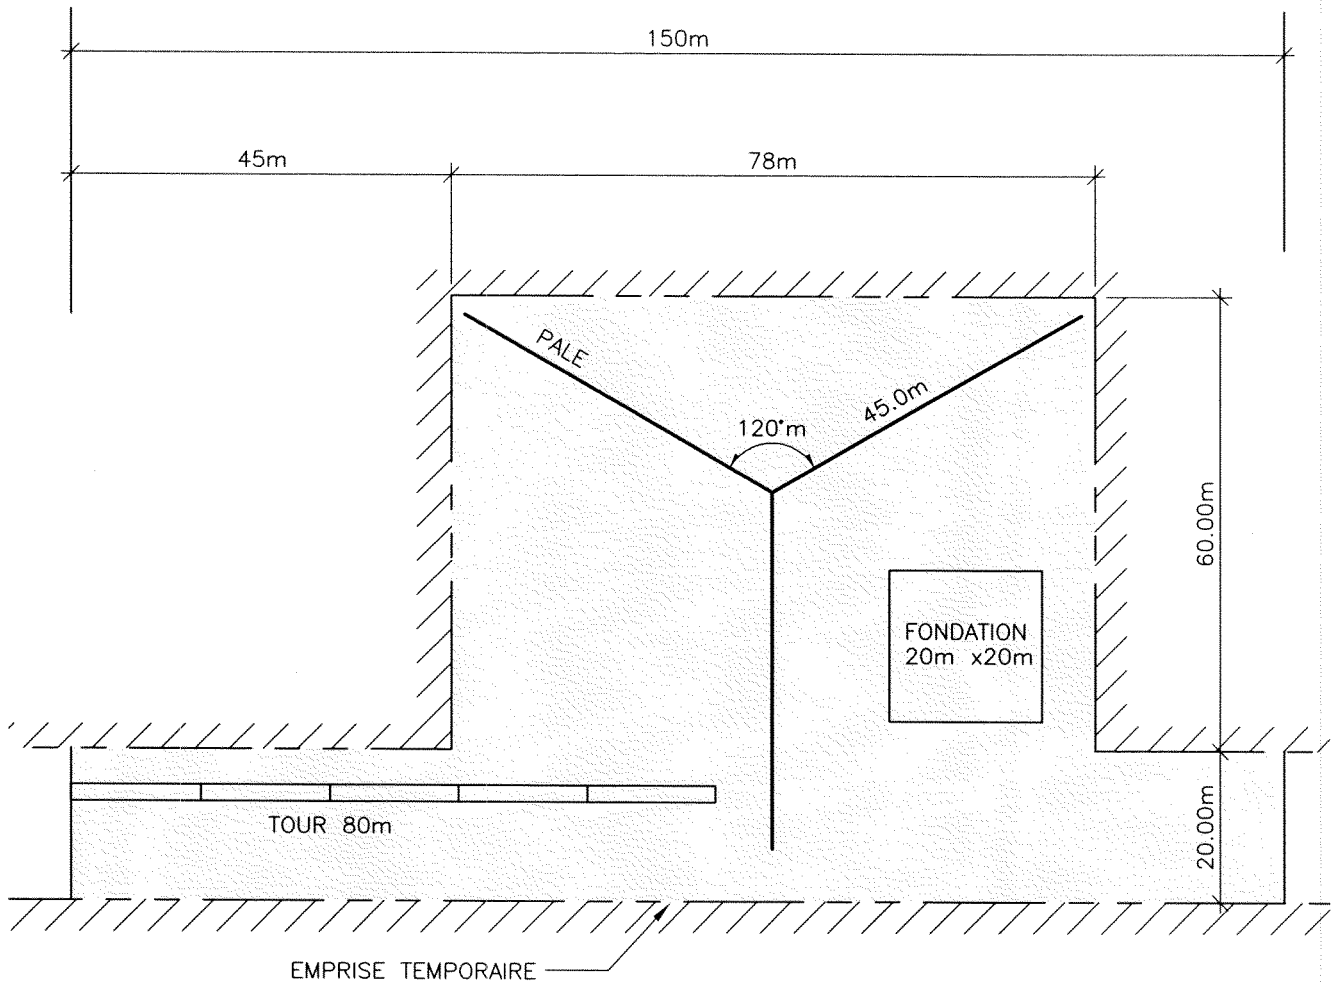 150m
45m
78m
PALE
45.0m
120°m
60.00m
FONDATION
20m x20m
TOUR 80m
20.00m
EMPRISE TEMPORAIRE